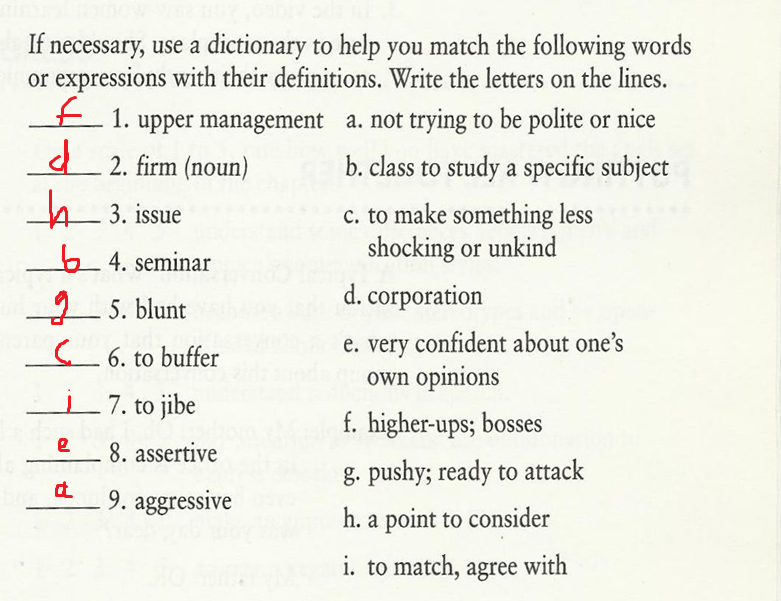 If necessary, use a dictionary to help you match the following words
or expressions with their definitions. Write the letters on the lines.
f 1. upper management a. not trying to be polite or nice
d 2. firm (noun) b. class to study a specific subject
h 3. issue c. to make something less
shocking or unkind
b 4. seminar
d. corporation
g 5. blunt
e. very confident about one's
c 6. to buffer
own opinions
i 7. to jibe
f. higher-ups; bosses
e 8. assertive
g. pushy; ready to attack
a 9. aggressive
h. a point to consider
i. to match, agree with